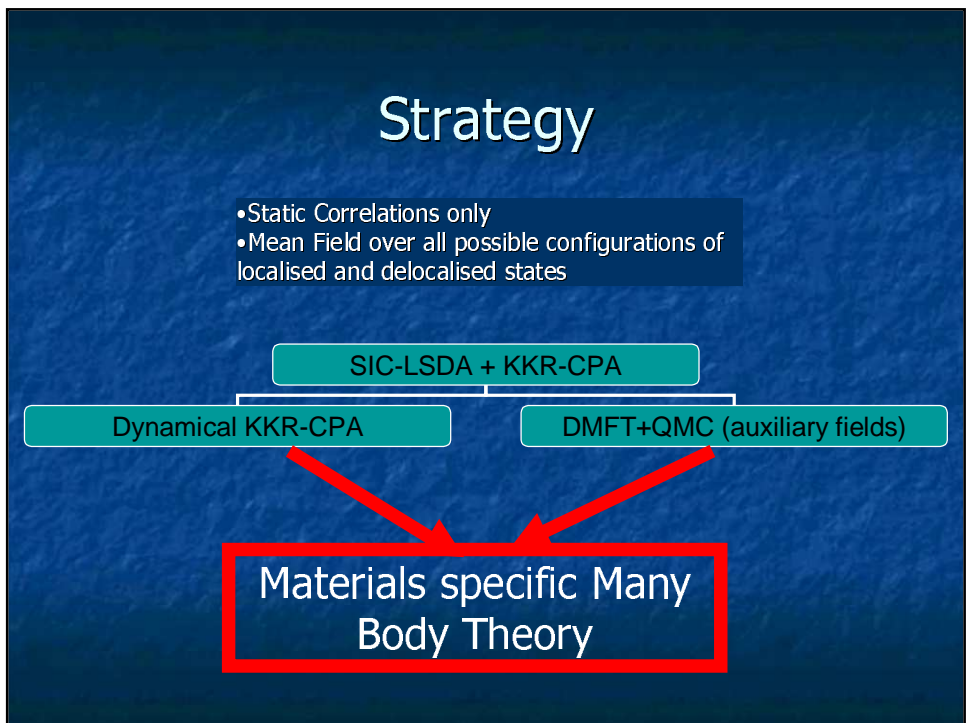 Strategy
•Static Correlations only
•Mean Field over all possible configurations of
localised and delocalised states
SIC-LSDA + KKR-CPA
Dynamical KKR-CPA
DMFT+QMC (auxiliary fields)
Materials specific Many
Body Theory